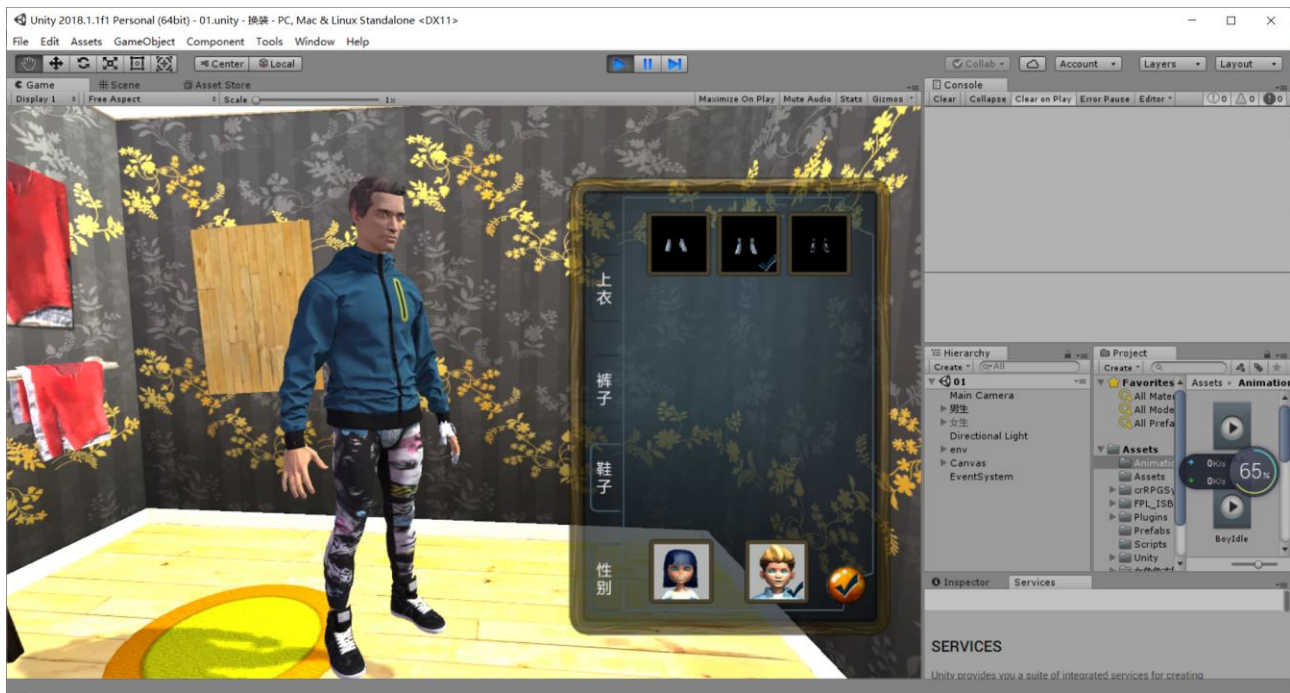 Unity 2018.1.1f1 Personal (64bit) - 01.unity - 换装 - PC, Mac & Linux Standalone <DX11>
File Edit Assets GameObject Component Tools Window Help
Center Local
Collab Account Layers Layout
Game Scene Asset Store
Display 1 Free Aspect Scale 1x
Maximize On Play Mute Audio Stats Gizmos
上衣
裤子
鞋子
性别
Console
Clear Collapse Clear on Play Error Pause Editor 0 0 0
Hierarchy
Create All
01
Main Camera
男生
女生
Directional Light
env
Canvas
EventSystem
Project
Create
Favorites
All Mater
All Mode
All Prefa
Assets
Animatic
Assets
crRPGSy
FPL_ISB
Plugins
Prefabs
Scripts
Unity
Assets Animation
0K/s
0K/s
65%
BoyIdle
Inspector Services
SERVICES
Unity provides you a suite of integrated services for creating